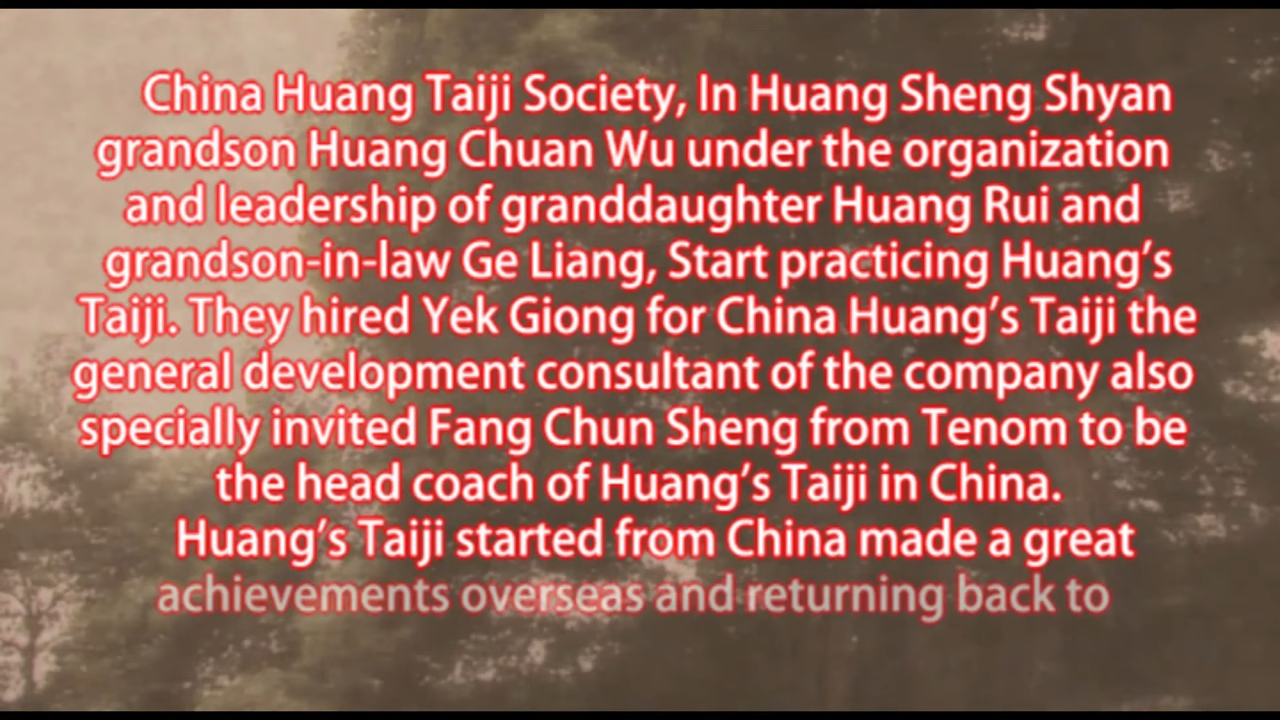 China Huang Taiji Society, In Huang Sheng Shyan
grandson Huang Chuan Wu under the organization
and leadership of granddaughter Huang Rui and
grandson-in-law Ge Liang, Start practicing Huang’s
Taiji. They hired Yek Giong for China Huang’s Taiji the
general development consultant of the company also
specially invited Fang Chun Sheng from Tenom to be
the head coach of Huang’s Taiji in China.
Huang’s Taiji started from China made a great
achievements overseas and returning back to